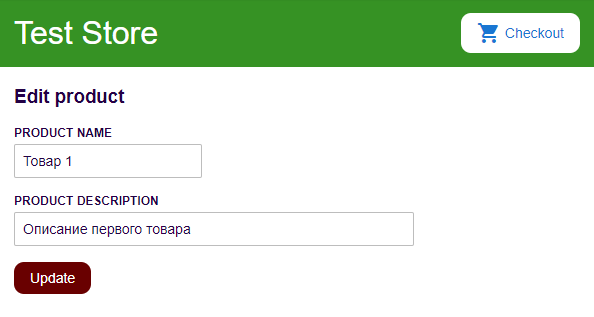 Test Store
Checkout
Edit product
PRODUCT NAME
Товар 1
PRODUCT DESCRIPTION
Описание первого товара
Update